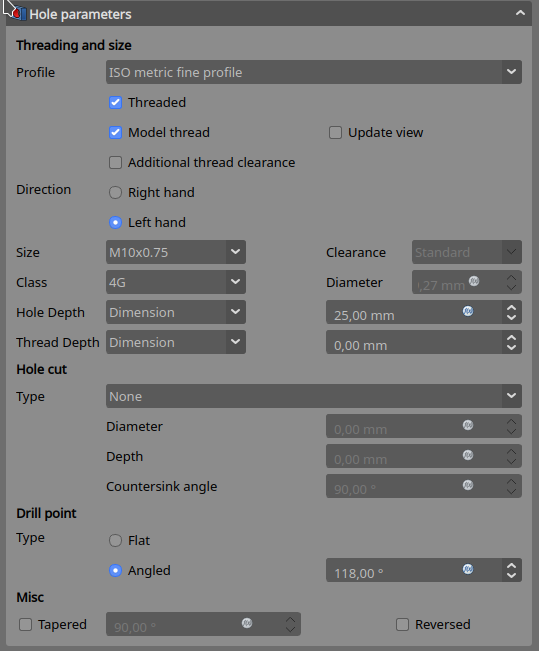 Hole parameters
Threading and size
Profile ISO metric fine profile
Threaded
Model thread Update view
Additional thread clearance
Direction Right hand
Left hand
Size M10x0.75 Clearance Standard
Class 4G Diameter ,27 mm
Hole Depth Dimension 25,00 mm
Thread Depth Dimension 0,00 mm
Hole cut
Type None
Diameter 0,00 mm
Depth 0,00 mm
Countersink angle 90,00 °
Drill point
Type Flat
Angled 118,00 °
Misc
Tapered 90,00 ° Reversed